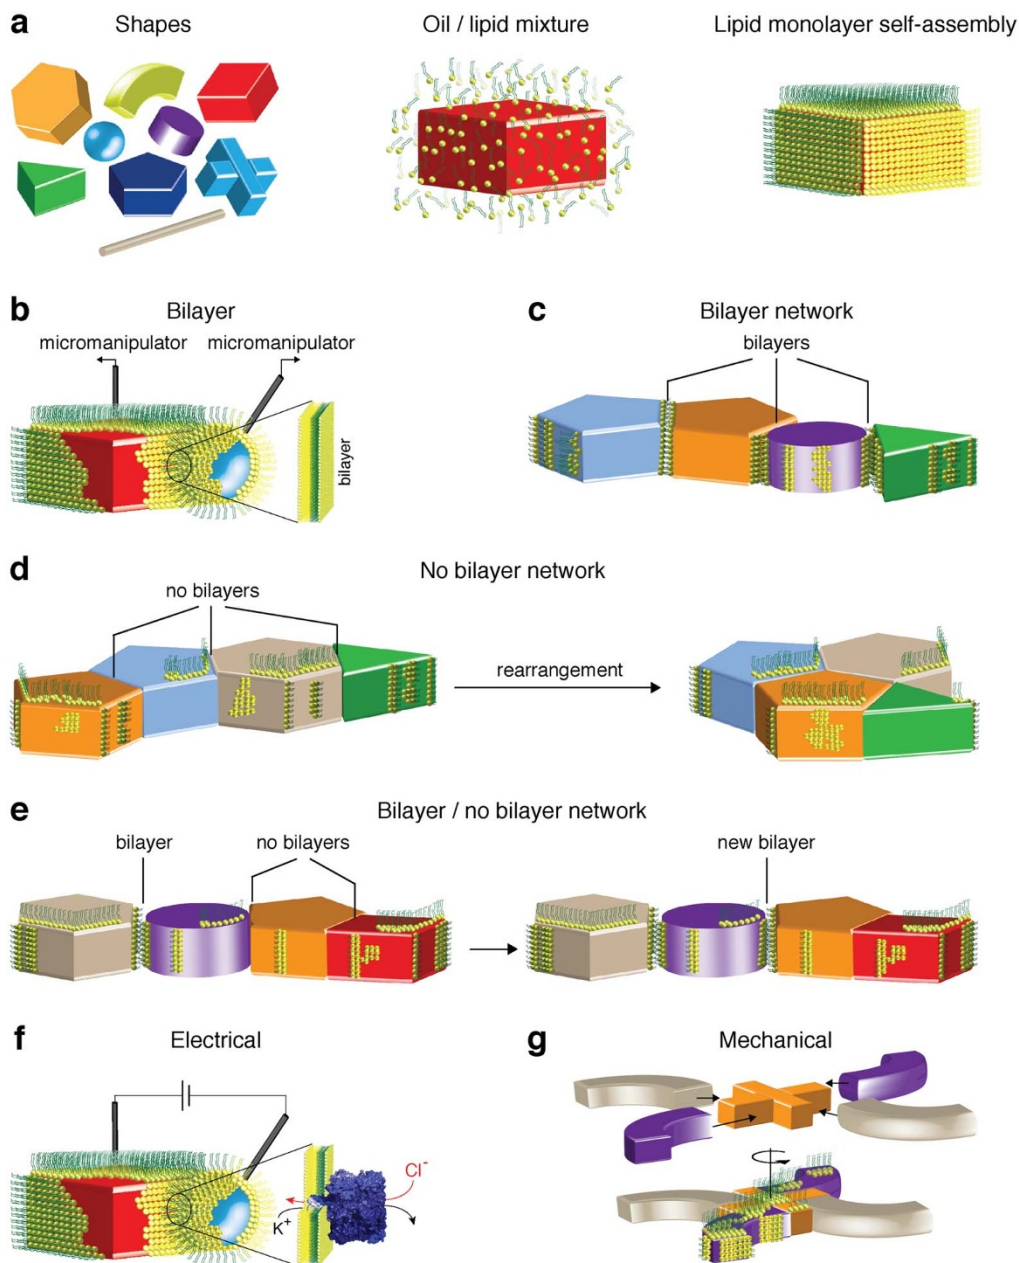 a
Shapes
Oil / lipid mixture
Lipid monolayer self-assembly
b
Bilayer
micromanipulator
micromanipulator
bilayer
c
Bilayer network
bilayers
d
No bilayer network
no bilayers
rearrangement
e
Bilayer / no bilayer network
bilayer
no bilayers
new bilayer
f
Electrical
Cl⁻
K⁺
g
Mechanical